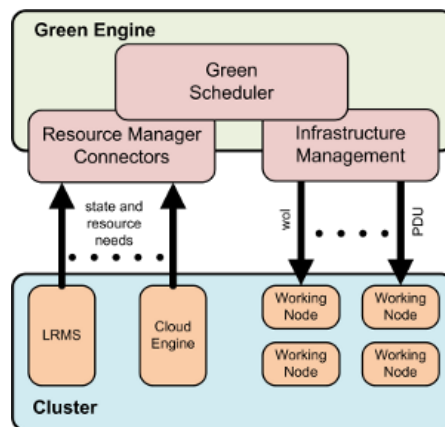 Green Engine
Green
Scheduler
Resource Manager
Connectors
Infrastructure
Management
state and
resource
needs
wol
PDU
LRMS
Cloud
Engine
Working
Node
Working
Node
Working
Node
Working
Node
Cluster